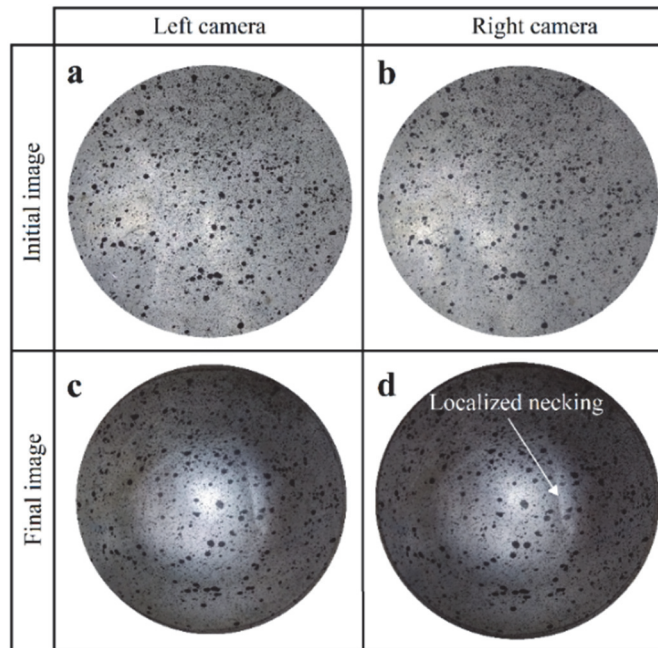 Left camera
Right camera
Initial image
a
b
Final image
c
d
Localized necking